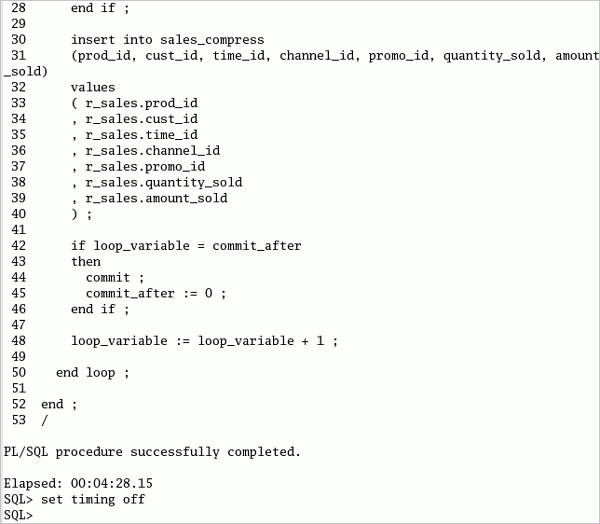 28      end if ;
29
30      insert into sales_compress
31      (prod_id, cust_id, time_id, channel_id, promo_id, quantity_sold, amount
_sold)
32      values
33      ( r_sales.prod_id
34      , r_sales.cust_id
35      , r_sales.time_id
36      , r_sales.channel_id
37      , r_sales.promo_id
38      , r_sales.quantity_sold
39      , r_sales.amount_sold
40      ) ;
41
42      if loop_variable = commit_after
43      then
44        commit ;
45        commit_after := 0 ;
46      end if ;
47
48      loop_variable := loop_variable + 1 ;
49
50    end loop ;
51
52  end ;
53  /
PL/SQL procedure successfully completed.
Elapsed: 00:04:28.15
SQL> set timing off
SQL>